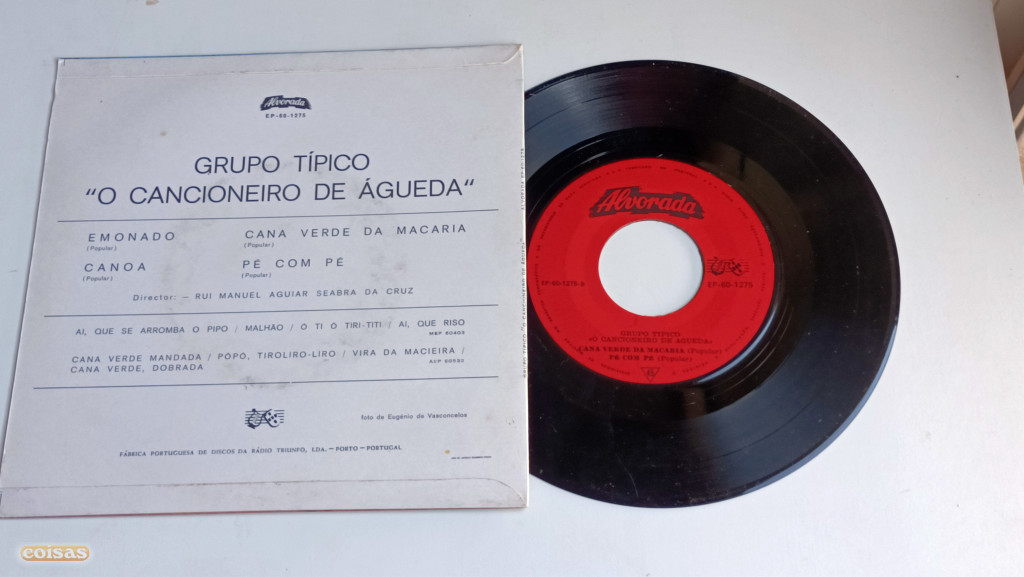 Alvorada
EP-60-1275
GRUPO TÍPICO
"O CANCIONEIRO DE ÁGUEDA"
EMONADO
(Popular)
CANA VERDE DA MACARIA
(Popular)
CANOA
(Popular)
PÉ COM PÉ
(Popular)
Director: – RUI MANUEL AGUIAR SEABRA DA CRUZ
AI, QUE SE ARROMBA O PIPO / MALHÃO / Ó TI Ó TIRI-TITI / AI, QUE RISO
CANA VERDE MANDADA / PÓPÓ, TIROLIRO-LIRO / VIRA DA MACIEIRA /
CANA VERDE, DOBRADA
foto de Eugénio de Vasconcelos
FÁBRICA PORTUGUESA DE DISCOS DA RÁDIO TRIUNFO, LDA. – PORTO – PORTUGAL
Alvorada
EP-60-1275
GRUPO TÍPICO
«O CANCIONEIRO DE ÁGUEDA»
CANA VERDE DA MACARIA (Popular)
PÉ COM PÉ (Popular)
45
coisas